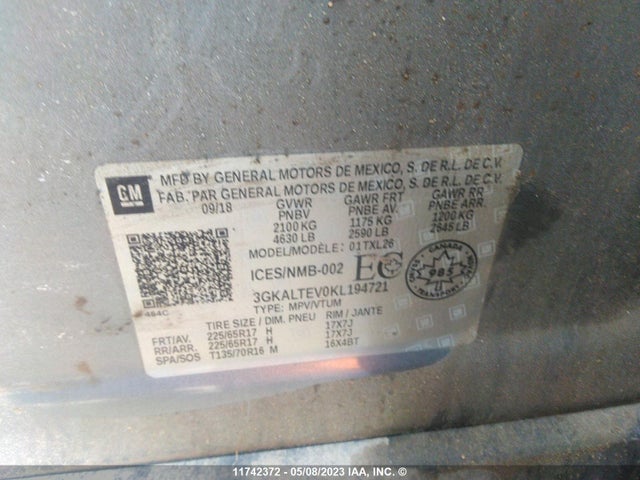 GM
MFD BY GENERAL MOTORS DE MEXICO, S. DE R.L. DE C.V.
FAB. PAR GENERAL MOTORS DE MEXICO, S. DE R.L. DE C.V.
09/18 GVWR GAWR FRT GAWR RR
PNBV PNBE AV. PNBE ARR.
2100 KG 1175 KG 1200 KG
4630 LB 2590 LB 2645 LB
MODEL/MODÈLE: 01TXL26
ICES/NMB-002 EC CANADA 985
3GKALTEV0KL194721
494C TYPE: MPV/VTUM
TIRE SIZE / DIM. PNEU RIM / JANTE
FRT/AV. 225/65R17 H 17X7J
RR/ARR. 225/65R17 H 17X7J
SPA/SOS T135/70R16 M 16X4BT
11742372 - 05/08/2023 IAA, INC. ©